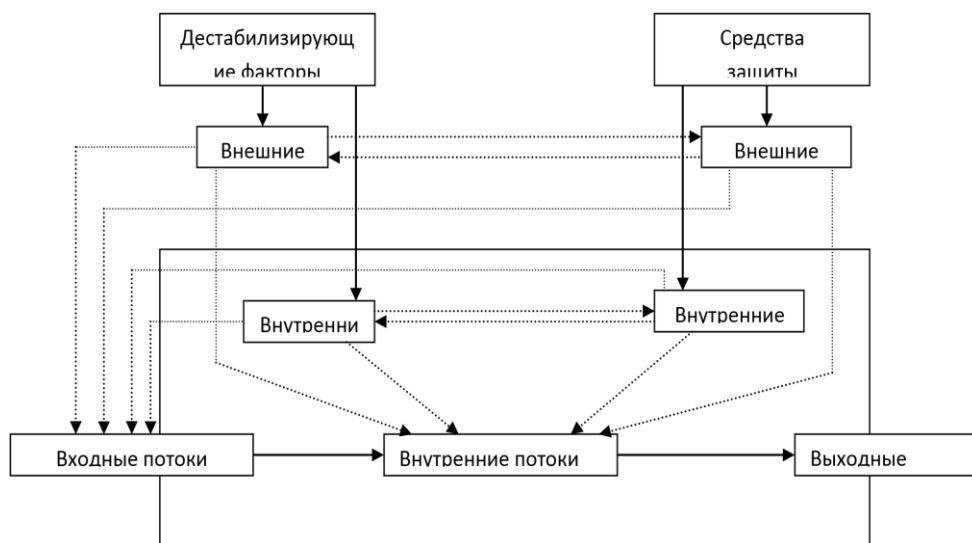 Дестабилизирующ
ие факторы
Средства
защиты
Внешние
Внешние
Внутренни
Внутренние
Входные потоки
Внутренние потоки
Выходные